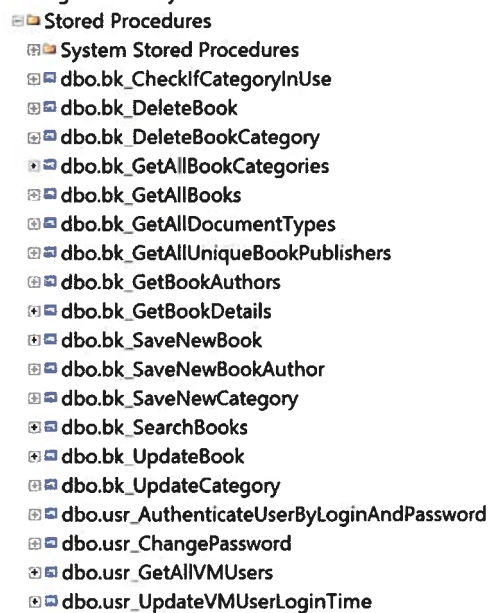 Stored Procedures
System Stored Procedures
dbo.bk_CheckIfCategoryInUse
dbo.bk_DeleteBook
dbo.bk_DeleteBookCategory
dbo.bk_GetAllBookCategories
dbo.bk_GetAllBooks
dbo.bk_GetAllDocumentTypes
dbo.bk_GetAllUniqueBookPublishers
dbo.bk_GetBookAuthors
dbo.bk_GetBookDetails
dbo.bk_SaveNewBook
dbo.bk_SaveNewBookAuthor
dbo.bk_SaveNewCategory
dbo.bk_SearchBooks
dbo.bk_UpdateBook
dbo.bk_UpdateCategory
dbo.usr_AuthenticateUserByLoginAndPassword
dbo.usr_ChangePassword
dbo.usr_GetAllVMUsers
dbo.usr_UpdateVMUserLoginTime